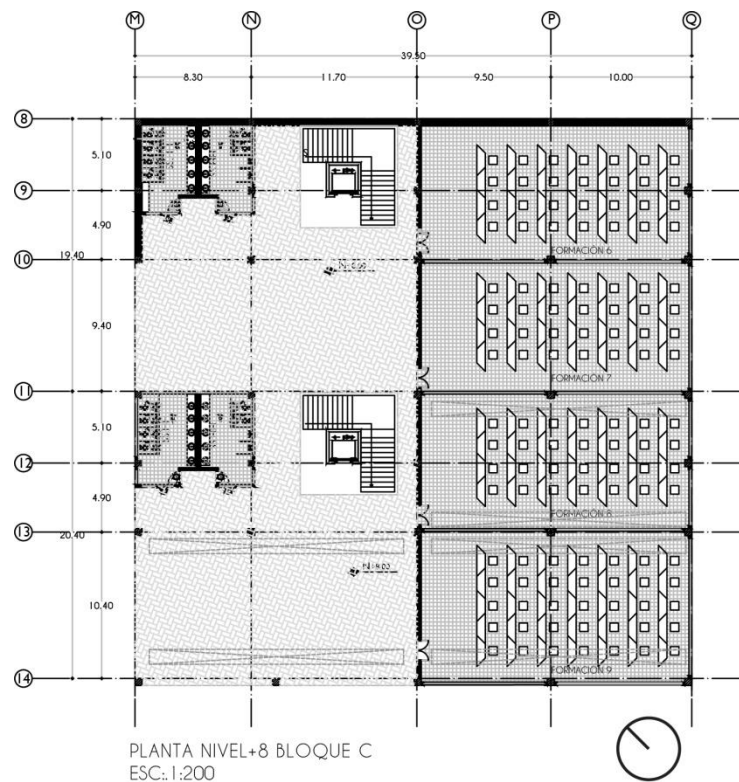 M N O P Q
39.50
8.30 11.70 9.50 10.00
8
5.10
9
4.90
19.40
10
FORMACIÓN 6
9.40
FORMACIÓN 7
11
5.10
12
4.90
FORMACIÓN 8
13
20.40
10.40
FORMACIÓN 9
14
PLANTA NIVEL+8 BLOQUE C
ESC:.1:200